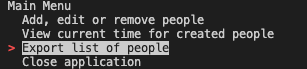 Main Menu
Add, edit or remove people
View current time for created people
> Export list of people
Close application